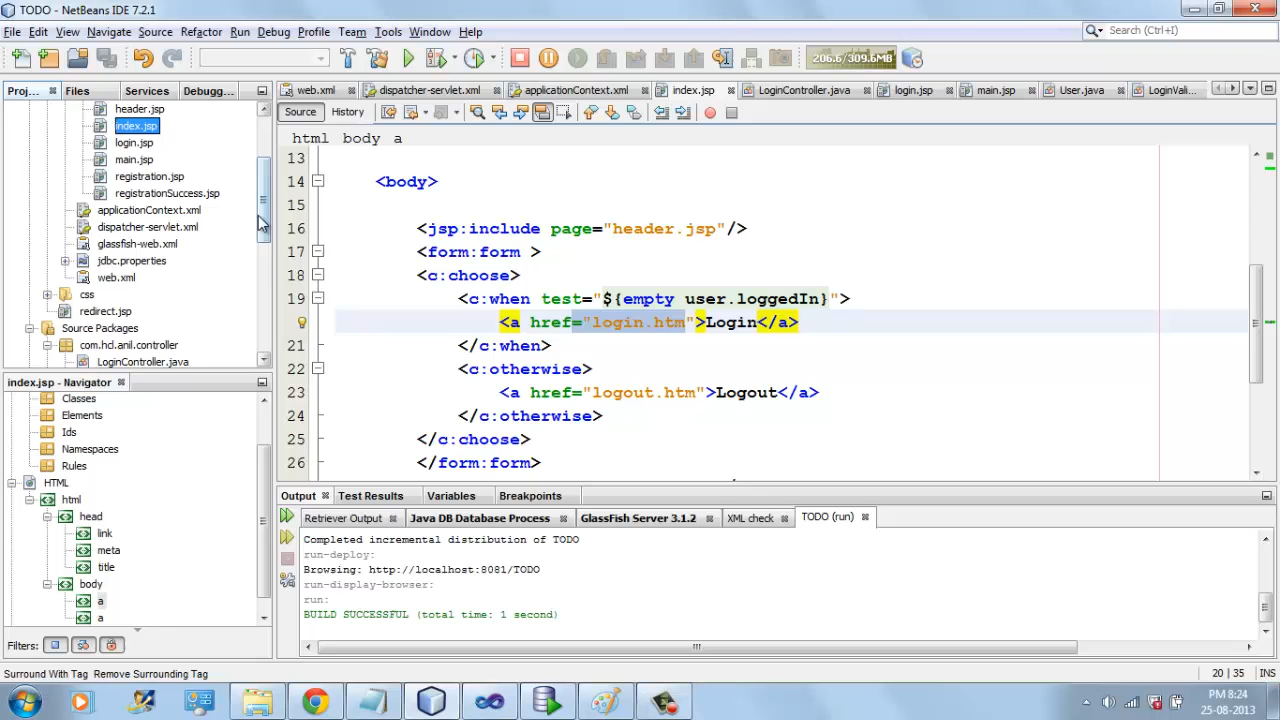 TODO - NetBeans IDE 7.2.1
File Edit View Navigate Source Refactor Run Debug Profile Team Tools Window Help
Search (Ctrl+I)
206.6/309.6MB
Proj... Files Services Debugg...
web.xml dispatcher-servlet.xml applicationContext.xml index.jsp LoginController.java login.jsp main.jsp User.java LoginVali...
Source History
html body a
header.jsp
index.jsp
login.jsp
main.jsp
registration.jsp
registrationSuccess.jsp
applicationContext.xml
dispatcher-servlet.xml
glassfish-web.xml
jdbc.properties
web.xml
css
redirect.jsp
Source Packages
com.hcl.anil.controller
LoginController.java
13
14 <body>
15
16 <jsp:include page="header.jsp"/>
17 <form:form >
18 <c:choose>
19 <c:when test="${empty user.loggedIn}">
<a href="login.htm">Login</a>
21 </c:when>
22 <c:otherwise>
23 <a href="logout.htm">Logout</a>
24 </c:otherwise>
25 </c:choose>
26 </form:form>
index.jsp - Navigator
Classes
Elements
Ids
Namespaces
Rules
HTML
html
head
link
meta
title
body
a
a
Filters:
Output Test Results Variables Breakpoints
Retriever Output Java DB Database Process GlassFish Server 3.1.2 XML check TODO (run)
Completed incremental distribution of TODO
run-deploy:
Browsing: http://localhost:8081/TODO
run-display-browser:
run:
BUILD SUCCESSFUL (total time: 1 second)
Surround With Tag Remove Surrounding Tag
20 | 35 INS
PM 8:24
25-08-2013